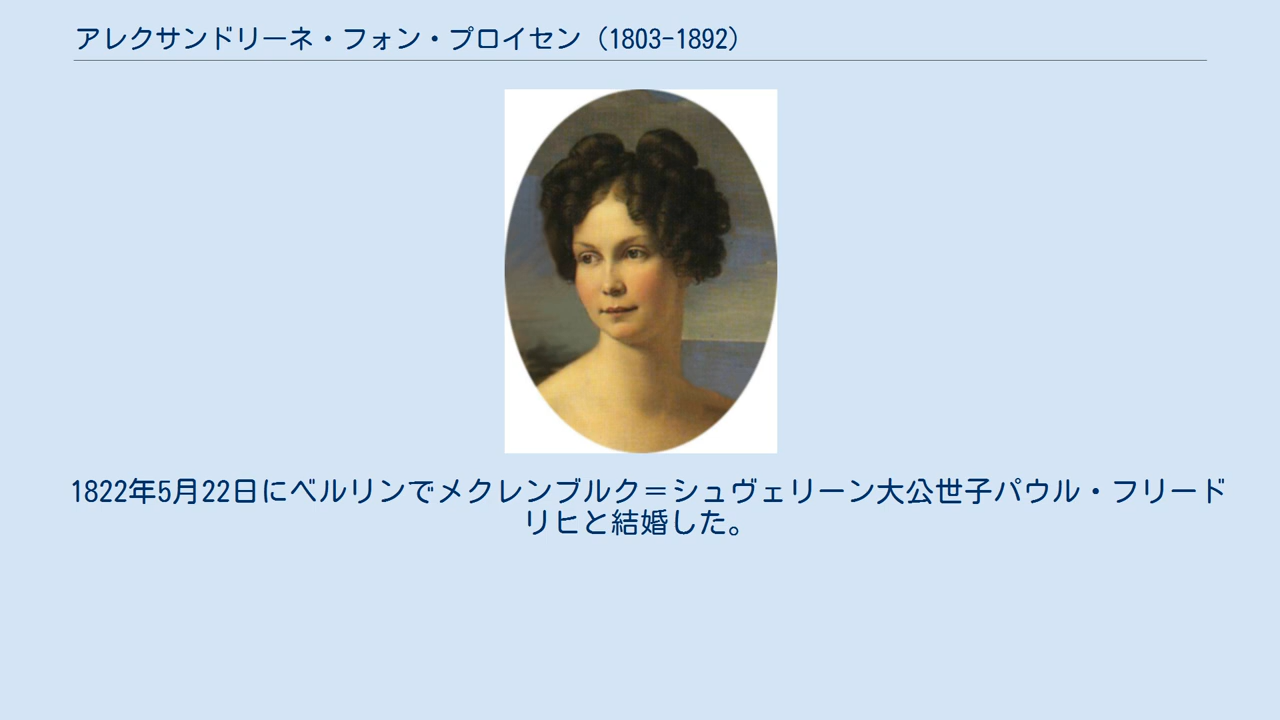 アレクサンドリーネ・フォン・プロイセン（1803-1892）
1822年5月22日にベルリンでメクレンブルク＝シュヴェリーン大公世子パウル・フリード
リヒと結婚した。